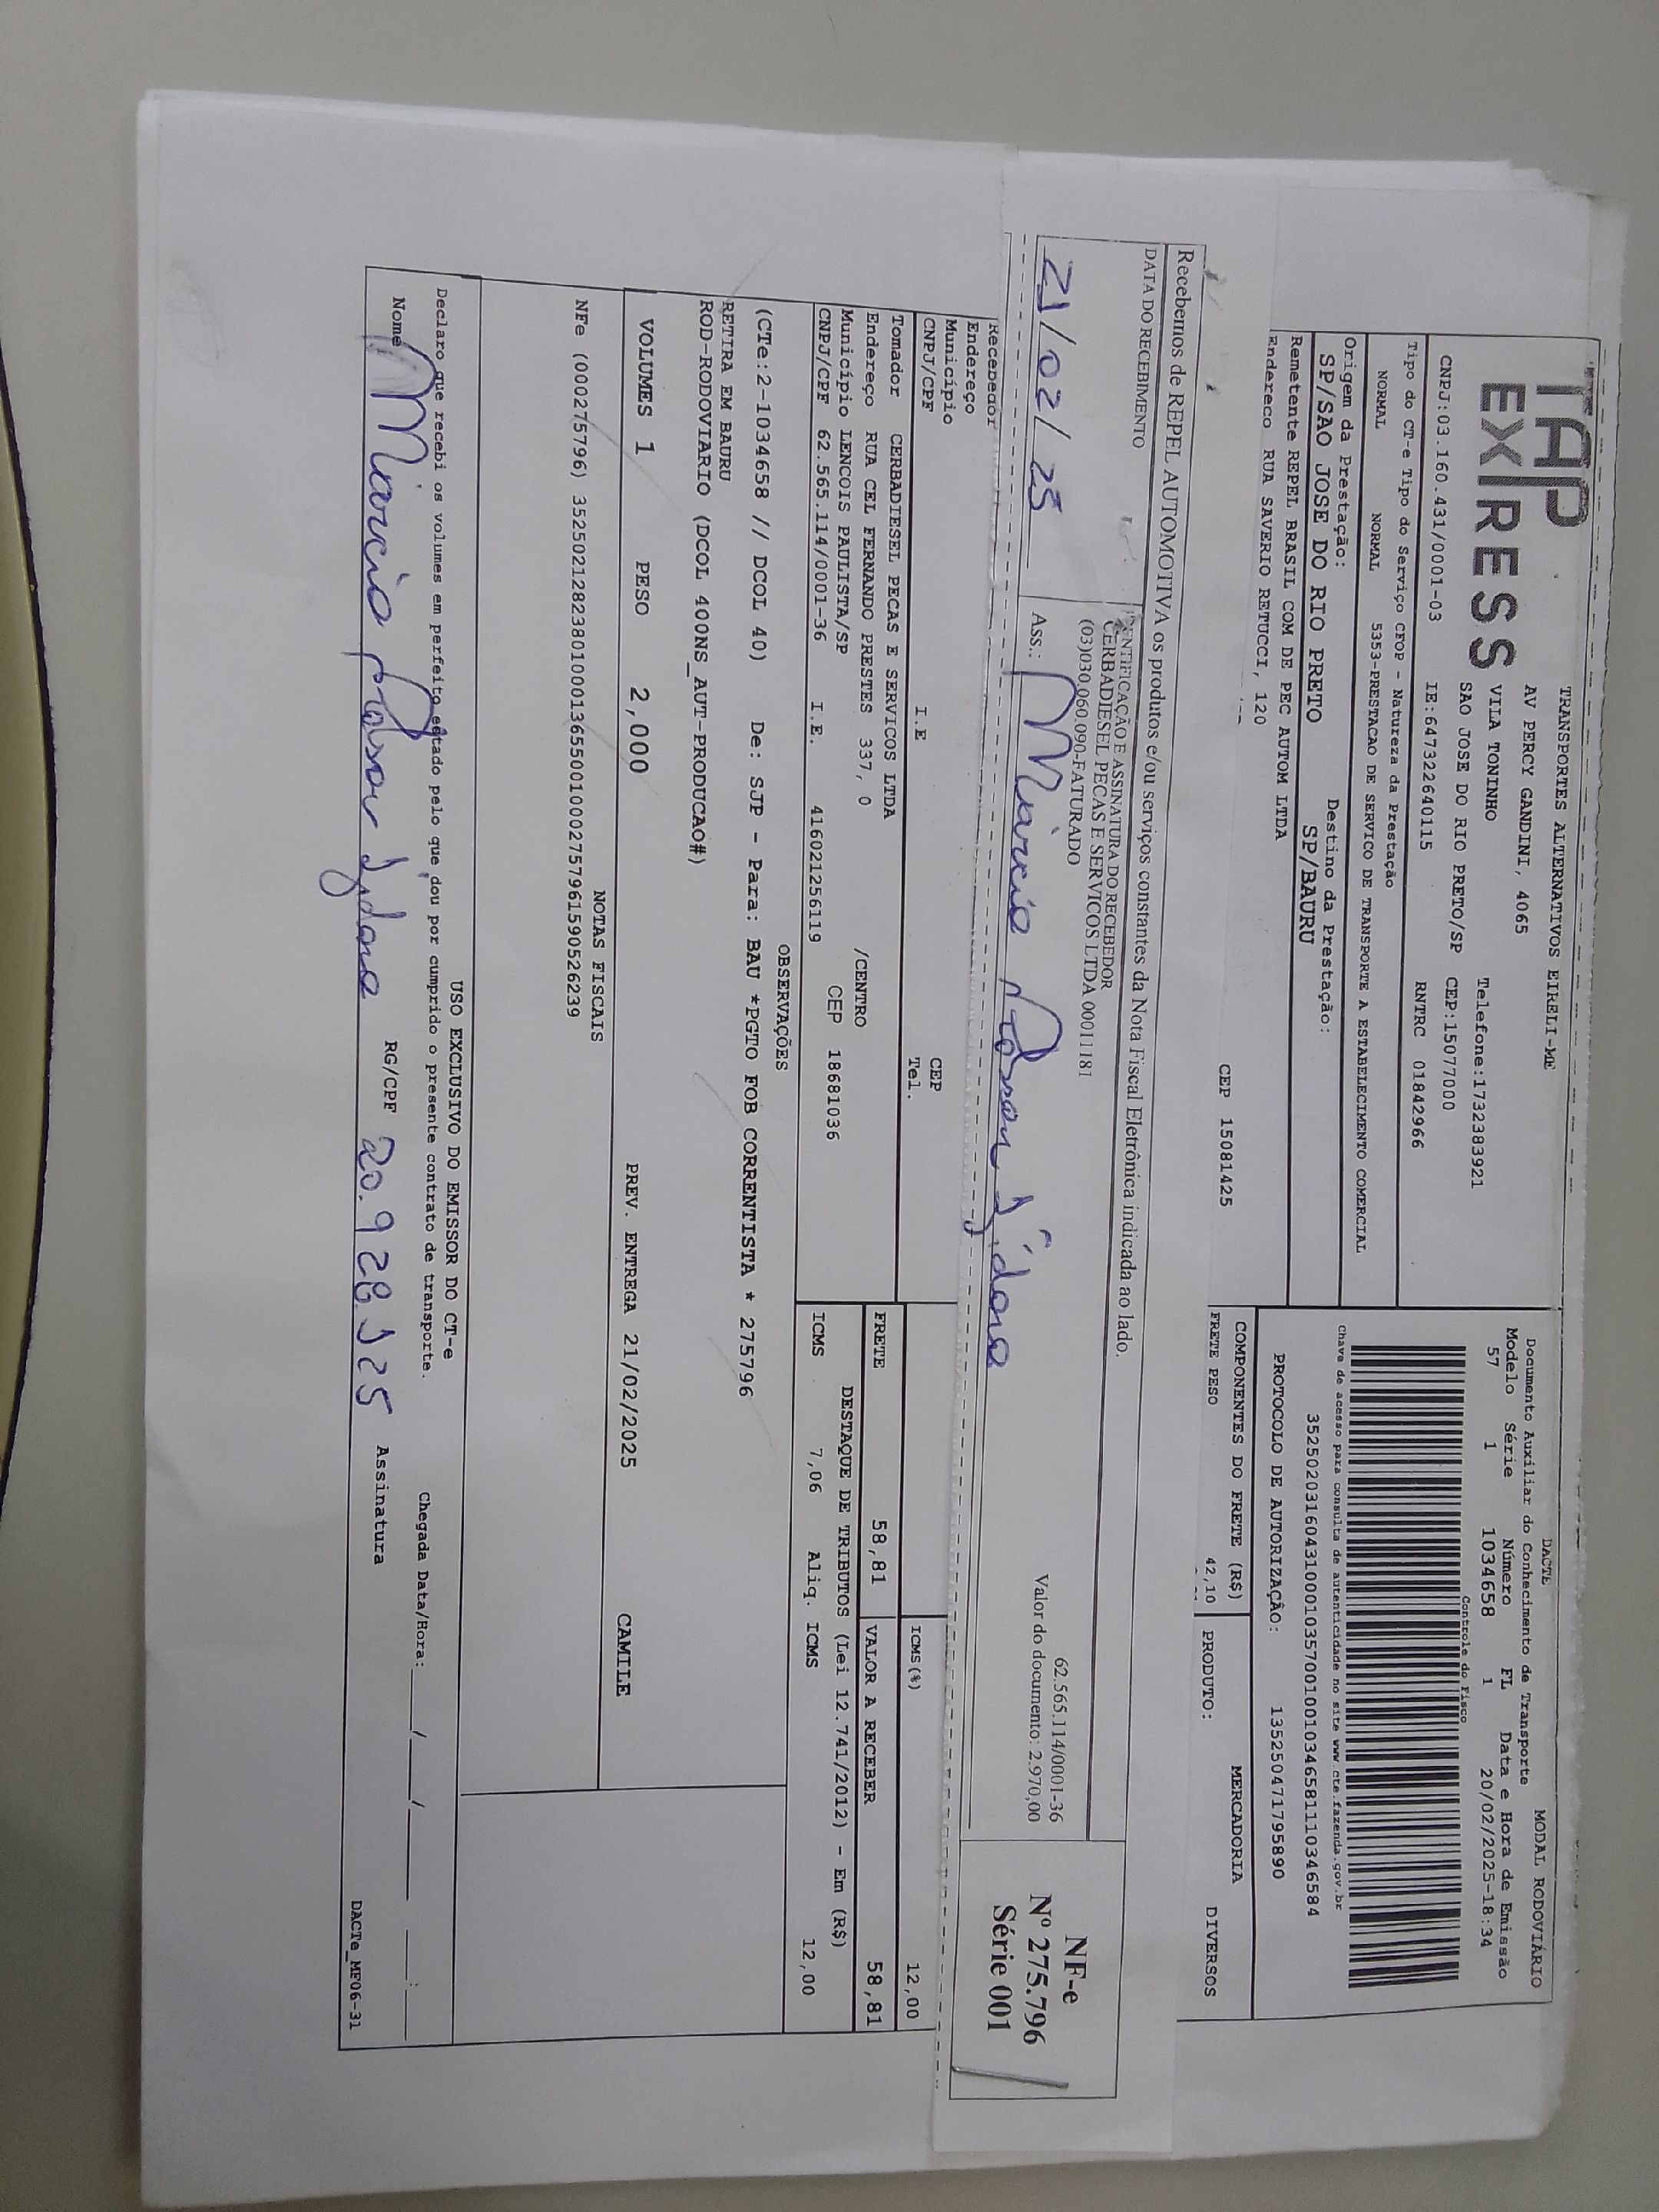 TAP
EXPRESS
TRANSPORTES ALTERNATIVOS EIRELI-ME
AV PERCY GANDINI, 4065
VILA TONINHO Telefone:1732383921
SAO JOSE DO RIO PRETO/SP CEP:15077000
CNPJ:03.160.431/0001-03 IE:647322640115 RNTRC 01842966
Tipo do CT-e Tipo do Serviço CFOP - Natureza da Prestação
NORMAL NORMAL 5353-PRESTACAO DE SERVICO DE TRANSPORTE A ESTABELECIMENTO COMERCIAL
Origem da Prestação: Destino da Prestação:
SP/SAO JOSE DO RIO PRETO SP/BAURU
Remetente REPEL BRASIL COM DE PEC AUTOM LTDA
Endereco RUA SAVERIO RETUCCI, 120
CEP 15081425
DACTE MODAL RODOVIÁRIO
Documento Auxiliar do Conhecimento de Transporte
Modelo Série Número FL Data e Hora de Emissão
57 1 1034658 1 20/02/2025-18:34
Controle do Fisco
Chave de acesso para consulta de autenticidade no site www.cte.fazenda.gov.br
35250203160431000103570010010346581110346584
PROTOCOLO DE AUTORIZAÇÃO: 135250471795890
COMPONENTES DO FRETE (R$) MERCADORIA
FRETE PESO 42,10 PRODUTO: DIVERSOS
Recebemos de REPEL AUTOMOTIVA os produtos e/ou serviços constantes da Nota Fiscal Eletrônica indicada ao lado.
DATA DO RECEBIMENTO IDENTIFICAÇÃO E ASSINATURA DO RECEBEDOR
CERBADIESEL PECAS E SERVICOS LTDA 00011181 62.565.114/0001-36
(03)030,060,090-FATURADO Valor do documento: 2.970,00
21/02/25 Ass.: Márcio
NF-e
Nº 275.796
Série 001
Recebedor
Endereço
Município CEP
CNPJ/CPF I.E Tel.
ICMS(%) 12,00
Tomador CERBADIESEL PECAS E SERVICOS LTDA
Endereço RUA CEL FERNANDO PRESTES 337, 0 /CENTRO
Município LENCOIS PAULISTA/SP CEP 18681036
CNPJ/CPF 62.565.114/0001-36 I.E. 416021256119
FRETE 58,81 VALOR A RECEBER 58,81
DESTAQUE DE TRIBUTOS (Lei 12.741/2012) - Em (R$)
ICMS 7,06 Aliq. ICMS 12,00
OBSERVAÇÕES
(CTe:2-1034658 // DCOL 40) De: SJP - Para: BAU *PGTO FOB CORRENTISTA * 275796
RETIRA EM BAURU
ROD-RODOVIARIO (DCOL 400NS_AUT-PRODUCAO#)
VOLUMES 1 PESO 2,000 PREV. ENTREGA 21/02/2025 CAMILE
NOTAS FISCAIS
NFe (000275796) 35250212823801000136550010002757961590526239
USO EXCLUSIVO DO EMISSOR DO CT-e
Declaro que recebi os volumes em perfeito estado pelo que dou por cumprido o presente contrato de transporte. Chegada Data/Hora: ____/____/____ ____:____
Nome Márcio RG/CPF 20.928.125 Assinatura
DACTe_MF06-31